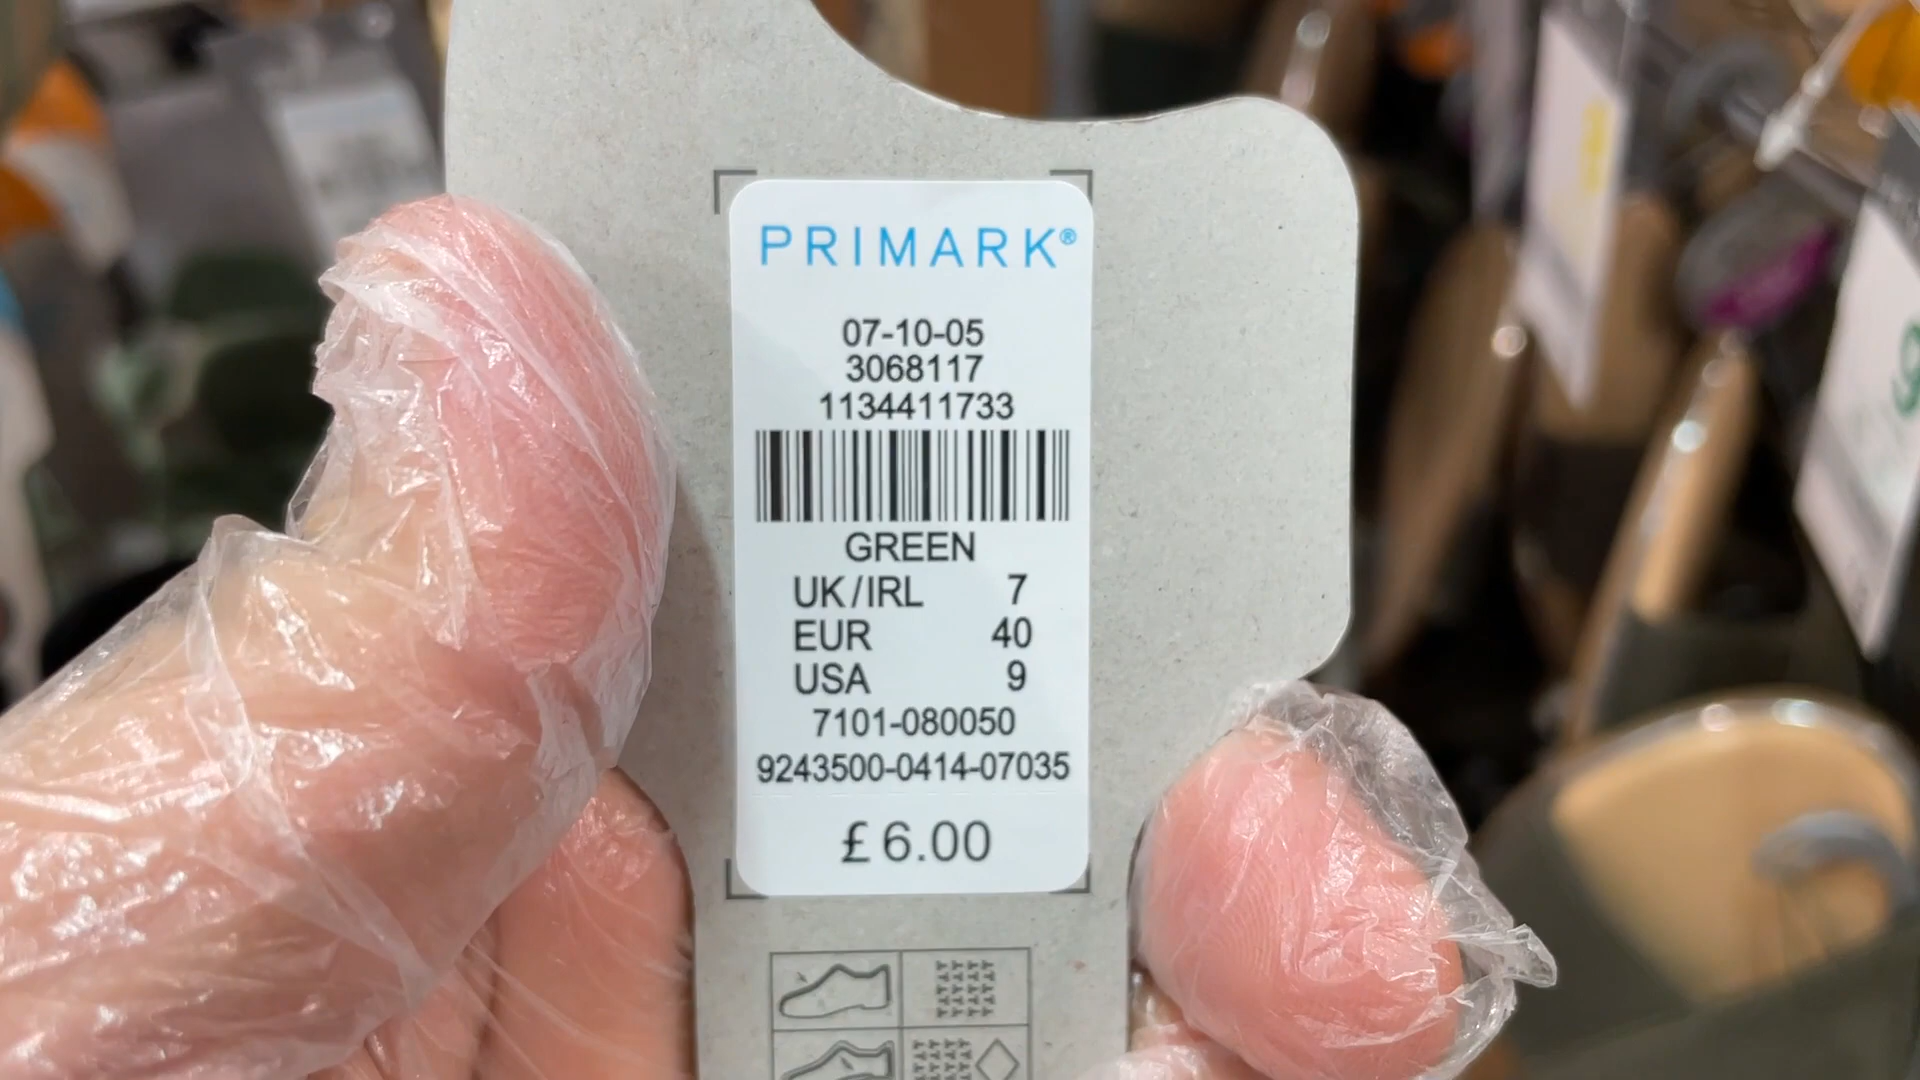 PRIMARK®
07-10-05
3068117
1134411733
GREEN
UK/IRL 7
EUR 40
USA 9
7101-080050
9243500-0414-07035
£6.00